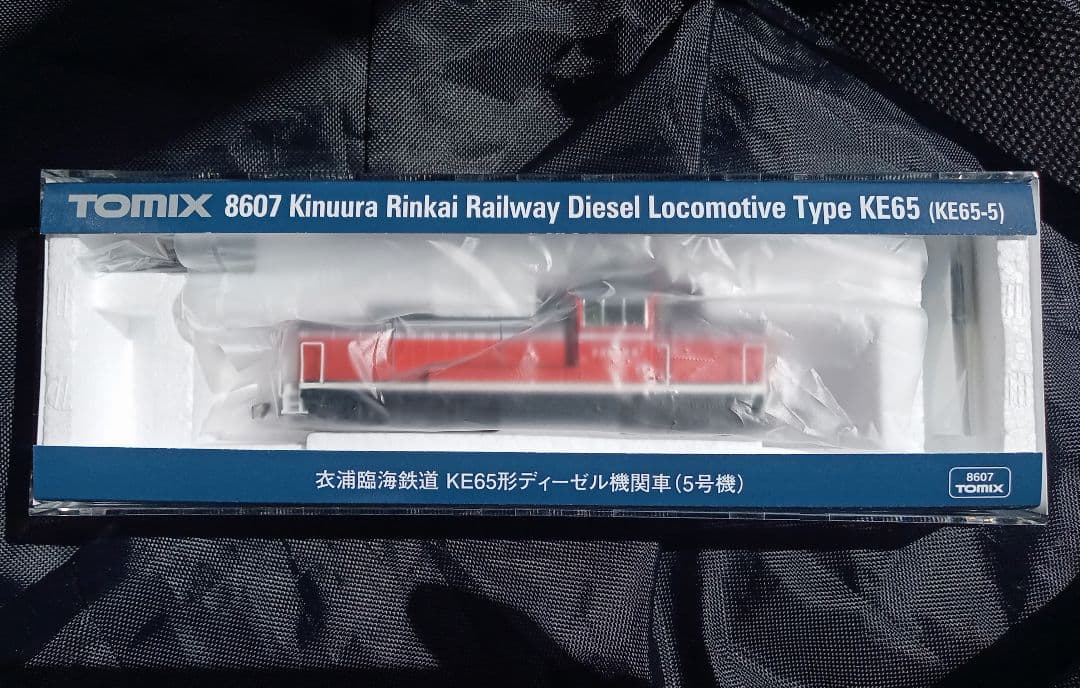 TOMIX 8607 Kinuura Rinkai Railway Diesel Locomotive Type KE65 (KE65-5)
衣浦臨海鉄道 KE65形ディーゼル機関車(5号機)
8607
TOMIX